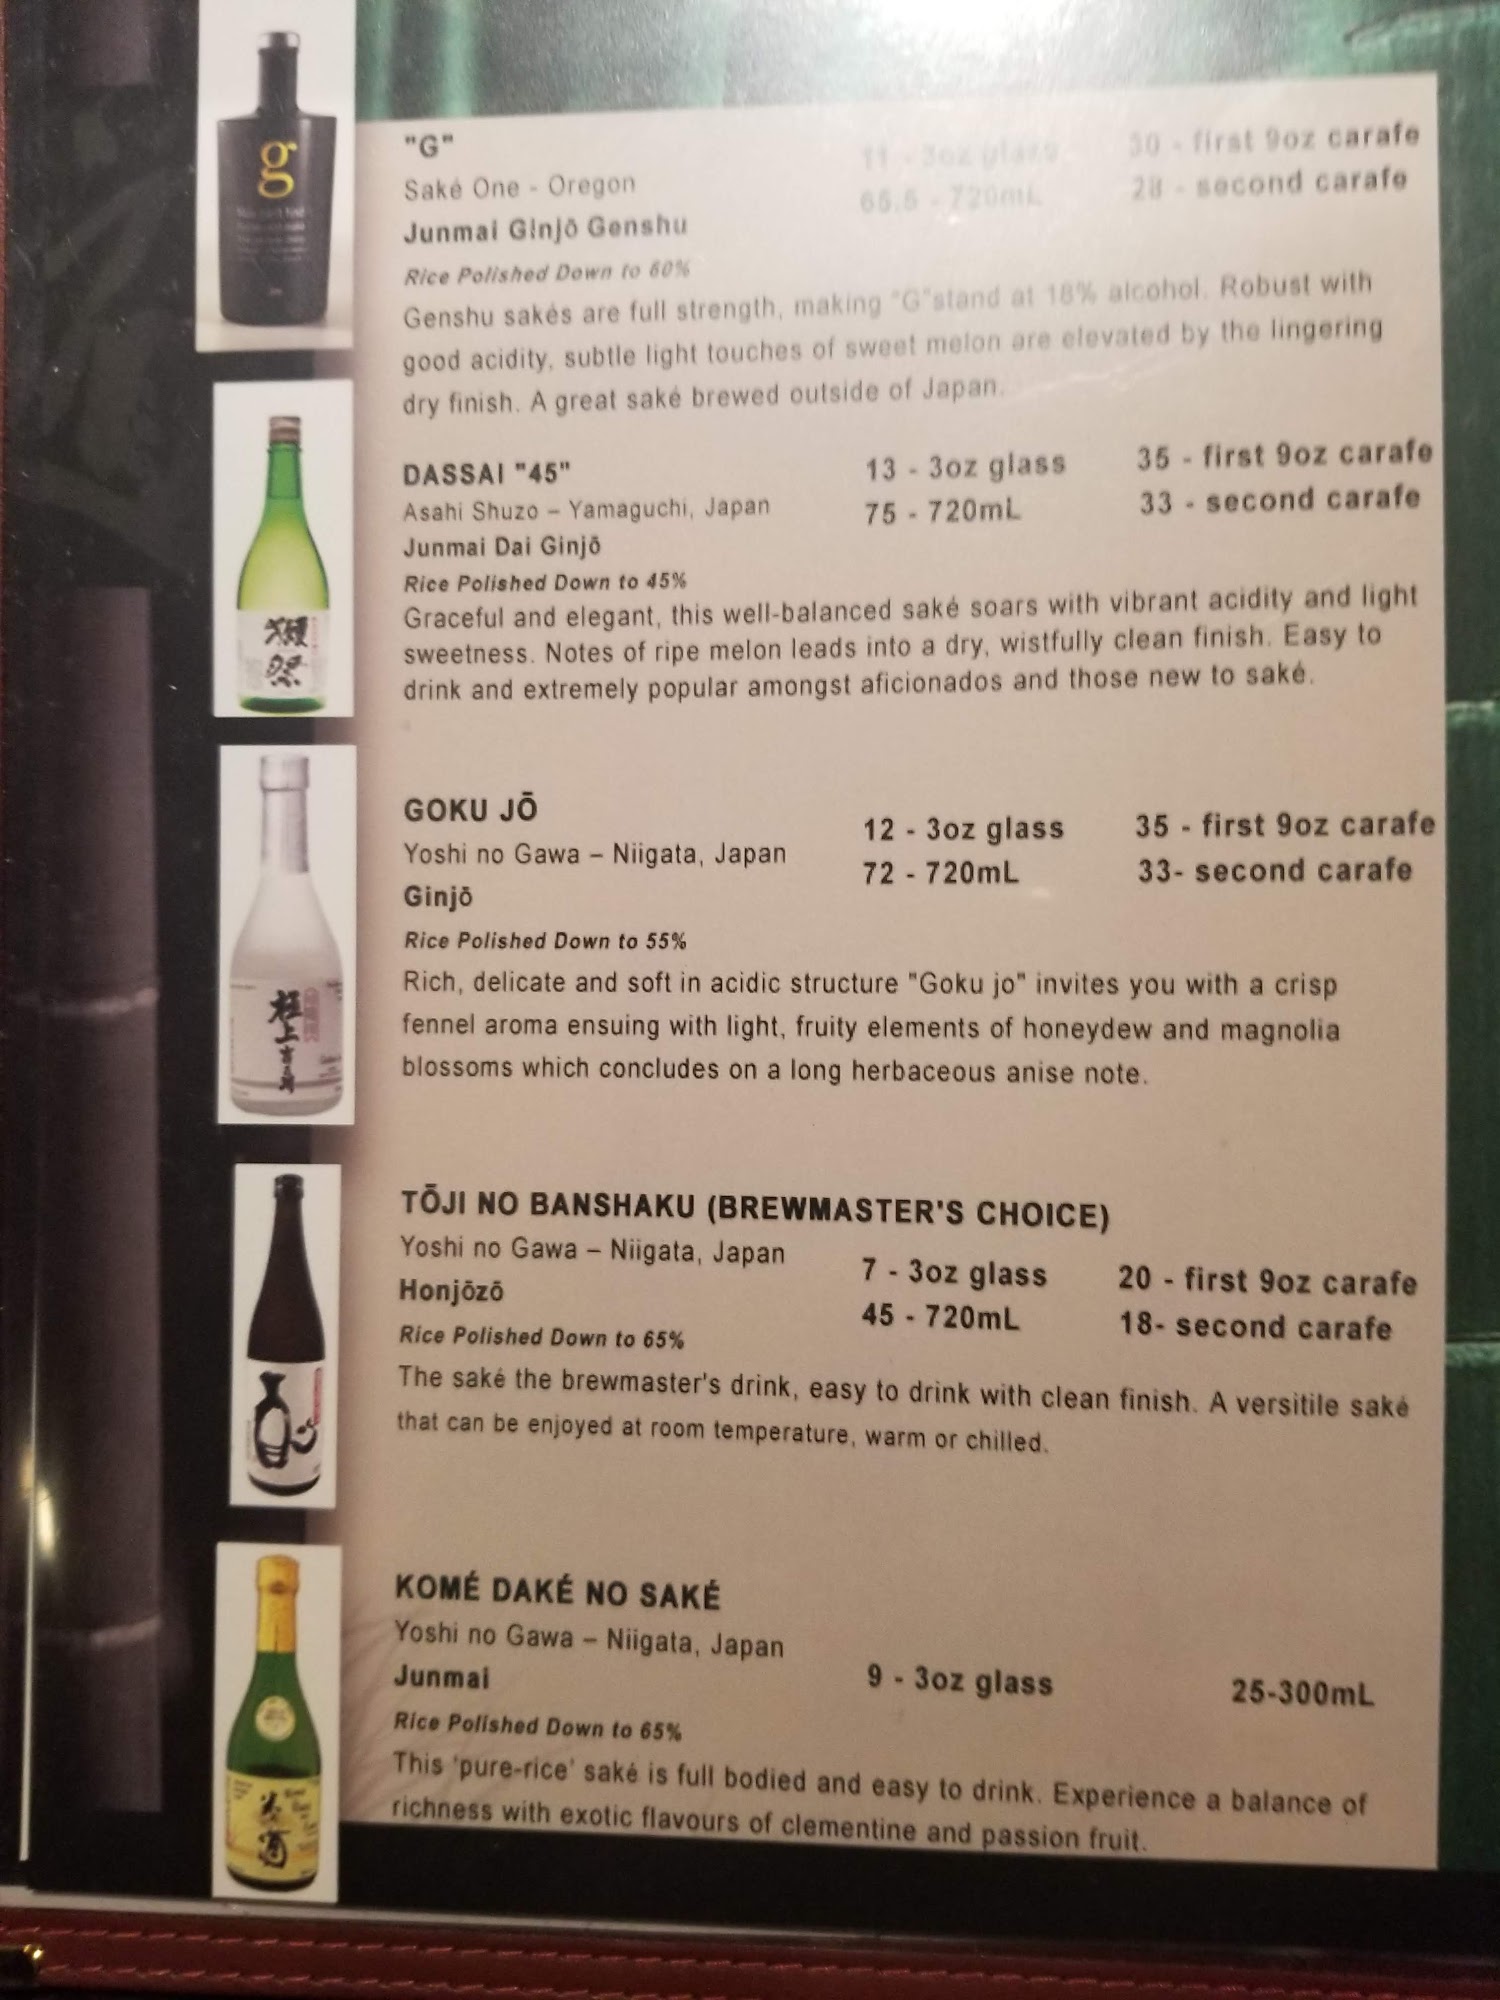 g
"G"
Saké One - Oregon
11 - 3oz glass
30 - first 9oz carafe
65.5 - 720mL
28 - second carafe
Junmai Ginjō Genshu
Rice Polished Down to 60%
Genshu sakés are full strength, making "G"stand at 18% alcohol. Robust with
good acidity, subtle light touches of sweet melon are elevated by the lingering
dry finish. A great saké brewed outside of Japan.
獺祭
DASSAI "45"
Asahi Shuzo – Yamaguchi, Japan
13 - 3oz glass
35 - first 9oz carafe
75 - 720mL
33 - second carafe
Junmai Dai Ginjō
Rice Polished Down to 45%
Graceful and elegant, this well-balanced saké soars with vibrant acidity and light
sweetness. Notes of ripe melon leads into a dry, wistfully clean finish. Easy to
drink and extremely popular amongst aficionados and those new to saké.
極上吉乃川
GOKU JŌ
Yoshi no Gawa – Niigata, Japan
12 - 3oz glass
35 - first 9oz carafe
72 - 720mL
33- second carafe
Ginjō
Rice Polished Down to 55%
Rich, delicate and soft in acidic structure "Goku jo" invites you with a crisp
fennel aroma ensuing with light, fruity elements of honeydew and magnolia
blossoms which concludes on a long herbaceous anise note.
TŌJI NO BANSHAKU (BREWMASTER'S CHOICE)
Yoshi no Gawa – Niigata, Japan
7 - 3oz glass
20 - first 9oz carafe
45 - 720mL
18- second carafe
Honjōzō
Rice Polished Down to 65%
The saké the brewmaster's drink, easy to drink with clean finish. A versitile saké
that can be enjoyed at room temperature, warm or chilled.
KOMÉ DAKÉ NO SAKÉ
Yoshi no Gawa – Niigata, Japan
9 - 3oz glass
25-300mL
Junmai
Rice Polished Down to 65%
This 'pure-rice' saké is full bodied and easy to drink. Experience a balance of
richness with exotic flavours of clementine and passion fruit.